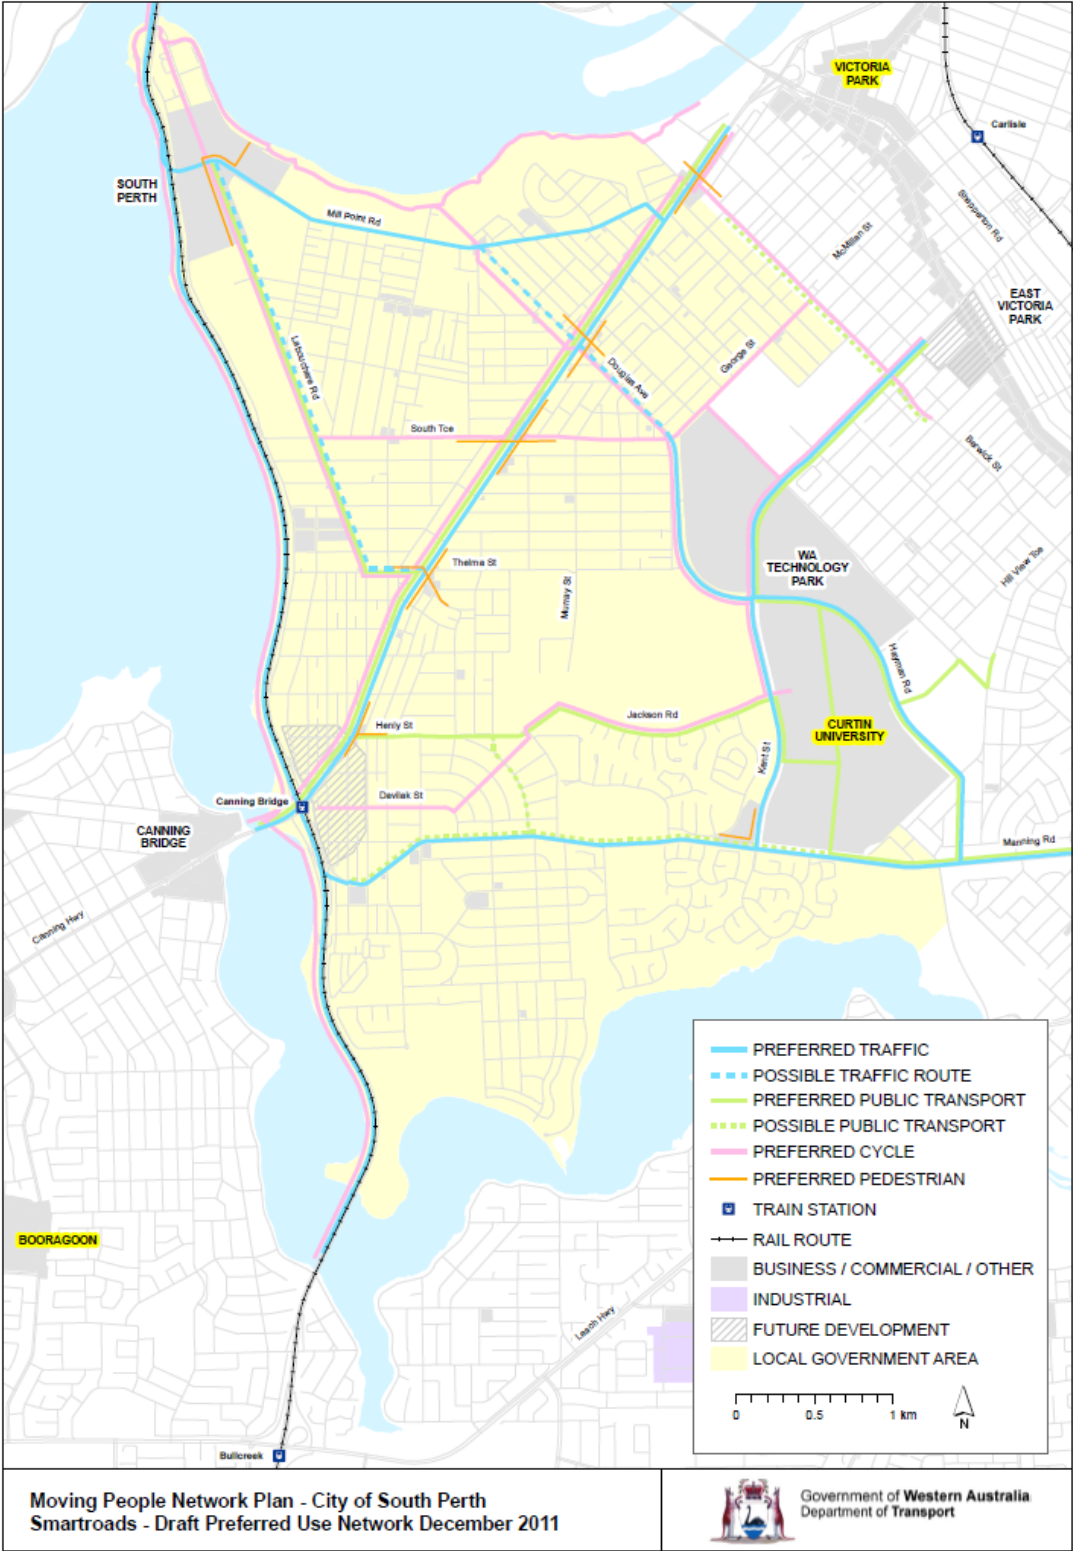 VICTORIA
PARK
Carlisle
SOUTH
PERTH
Mill Point Rd
Shepperton Rd
McMillan St
EAST
VICTORIA
PARK
Labouchere Rd
Douglas Ave
George St
South Tce
Berwick St
Thelma St
WA
TECHNOLOGY
PARK
Hill View Tce
Murray St
Hayman Rd
Henly St
Jackson Rd
CURTIN
UNIVERSITY
Kent St
Canning Bridge
Davilak St
CANNING
BRIDGE
Manning Rd
Canning Hwy
BOORAGOON
Leach Hwy
Bullcreek
PREFERRED TRAFFIC
POSSIBLE TRAFFIC ROUTE
PREFERRED PUBLIC TRANSPORT
POSSIBLE PUBLIC TRANSPORT
PREFERRED CYCLE
PREFERRED PEDESTRIAN
TRAIN STATION
RAIL ROUTE
BUSINESS / COMMERCIAL / OTHER
INDUSTRIAL
FUTURE DEVELOPMENT
LOCAL GOVERNMENT AREA
0 0.5 1 km
N
Moving People Network Plan - City of South Perth
Smartroads - Draft Preferred Use Network December 2011
Government of Western Australia
Department of Transport